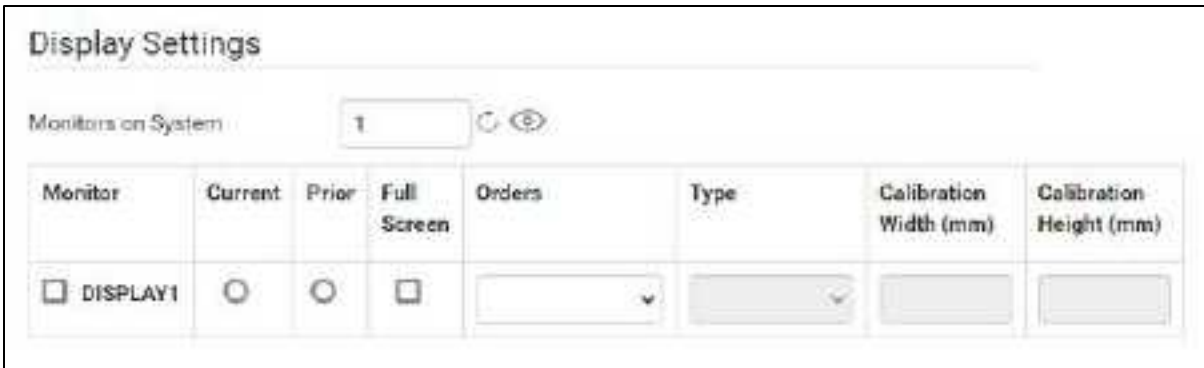 Display Settings
Monitors on System 1
Monitor Current Prior Full Screen Orders Type Calibration Width (mm) Calibration Height (mm)
DISPLAY1